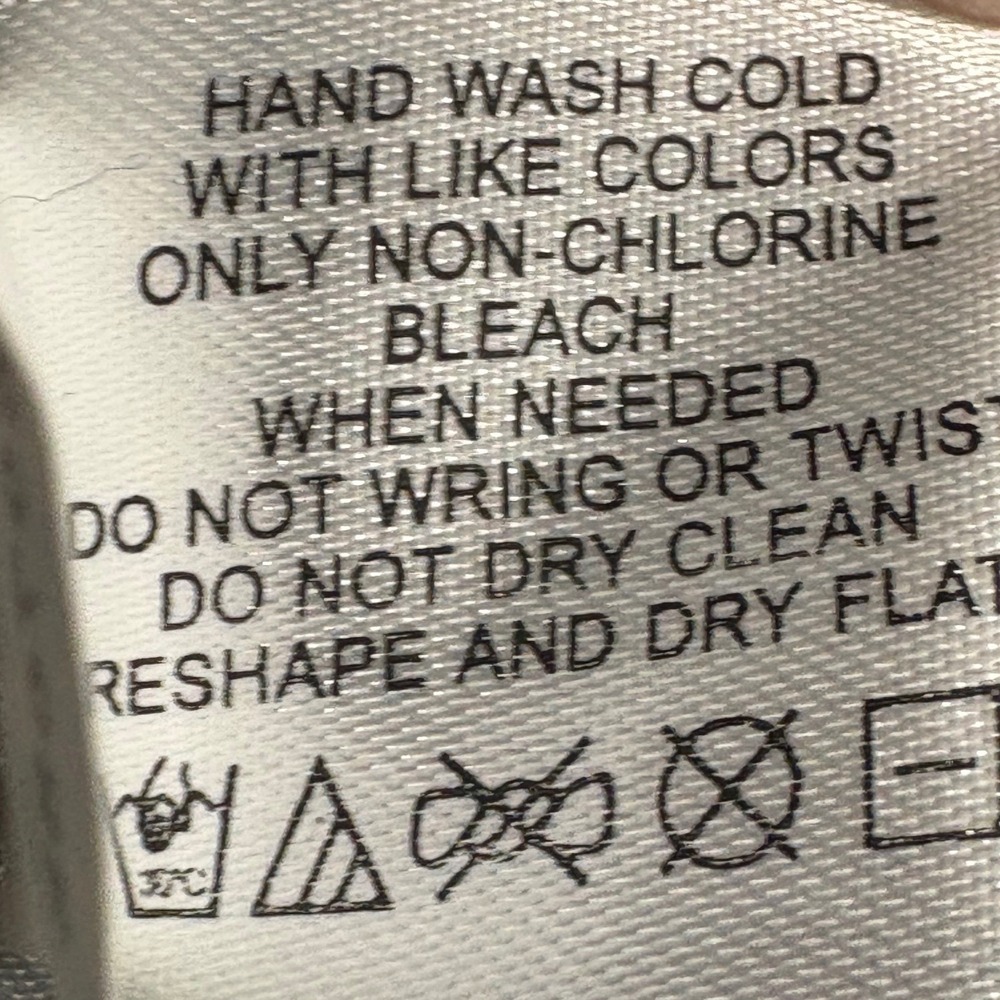 HAND WASH COLD
WITH LIKE COLORS
ONLY NON-CHLORINE
BLEACH
WHEN NEEDED
DO NOT WRING OR TWIST
DO NOT DRY CLEAN
RESHAPE AND DRY FLAT
30°C